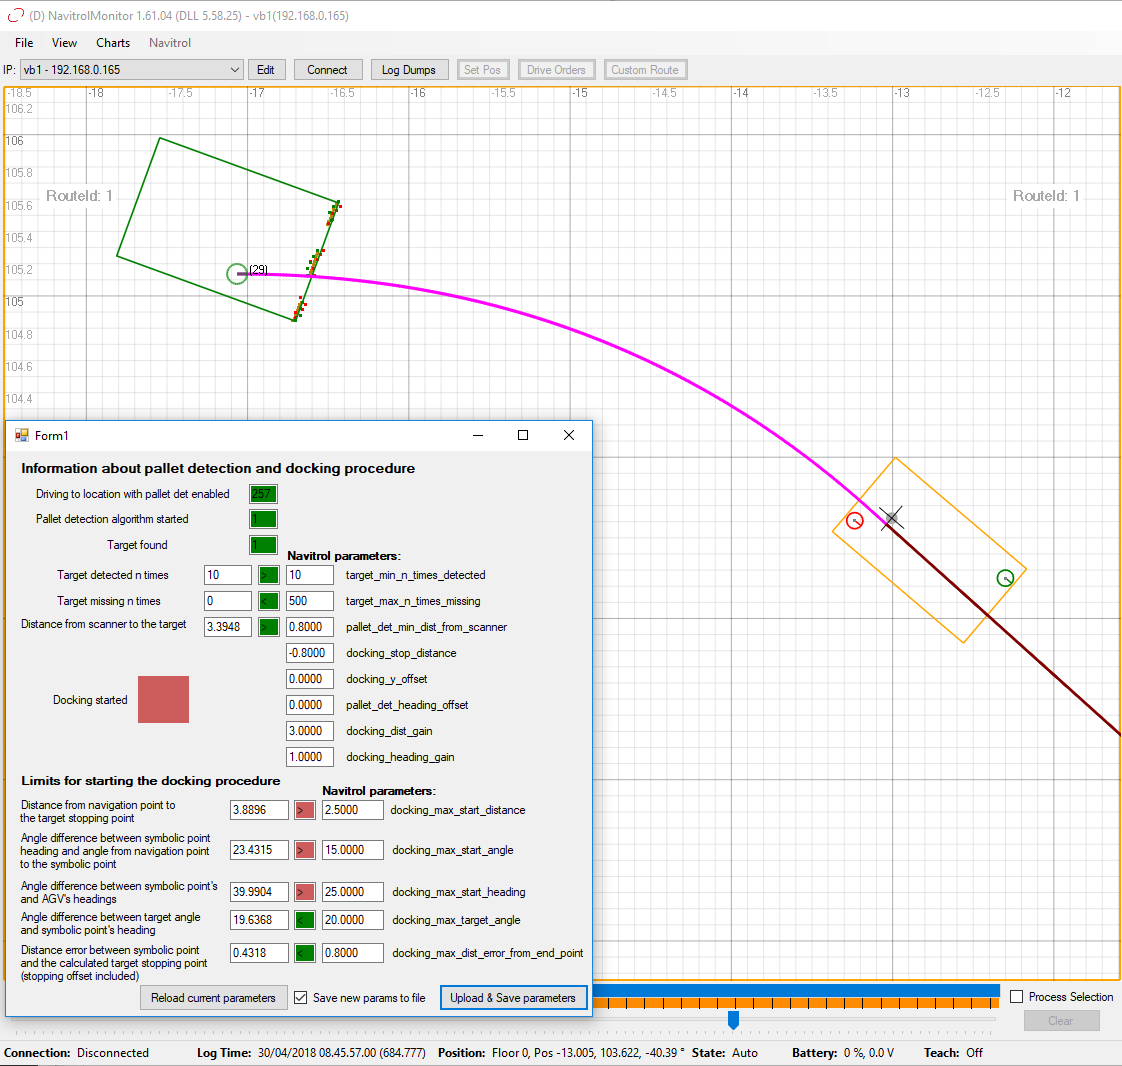 (D) NavitrolMonitor 1.61.04 (DLL 5.58.25) - vb1(192.168.0.165)
File View Charts Navitrol
IP: vb1 - 192.168.0.165 Edit Connect Log Dumps Set Pos Drive Orders Custom Route
-18.5 -18 -17.5 -17 -16.5 -16 -15.5 -15 -14.5 -14 -13.5 -13 -12.5 -12
106.2
106
105.8
RouteId: 1 RouteId: 1
105.6
105.4
105.2 (29)
105
104.8
104.6
104.4
Form1
Information about pallet detection and docking procedure
Driving to location with pallet det enabled 257
Pallet detection algorithm started 1
Target found 1
Navitrol parameters:
Target detected n times 10 > 10 target_min_n_times_detected
Target missing n times 0 < 500 target_max_n_times_missing
Distance from scanner to the target 3.3948 > 0.8000 pallet_det_min_dist_from_scanner
-0.8000 docking_stop_distance
0.0000 docking_y_offset
Docking started 0.0000 pallet_det_heading_offset
3.0000 docking_dist_gain
1.0000 docking_heading_gain
Limits for starting the docking procedure
Navitrol parameters:
Distance from navigation point to
the target stopping point 3.8896 > 2.5000 docking_max_start_distance
Angle difference between symbolic point
heading and angle from navigation point 23.4315 > 15.0000 docking_max_start_angle
to the symbolic point
Angle difference between symbolic point's
and AGV's headings 39.9904 > 25.0000 docking_max_start_heading
Angle difference between target angle
and symbolic point's heading 19.6368 < 20.0000 docking_max_target_angle
Distance error between symbolic point
and the calculated target stopping point 0.4318 < 0.8000 docking_max_dist_error_from_end_point
(stopping offset included)
Reload current parameters Save new params to file Upload & Save parameters
Process Selection
Clear
Connection: Disconnected Log Time: 30/04/2018 08.45.57.00 (684.777) Position: Floor 0, Pos -13.005, 103.622, -40.39 ° State: Auto Battery: 0 %, 0.0 V Teach: Off